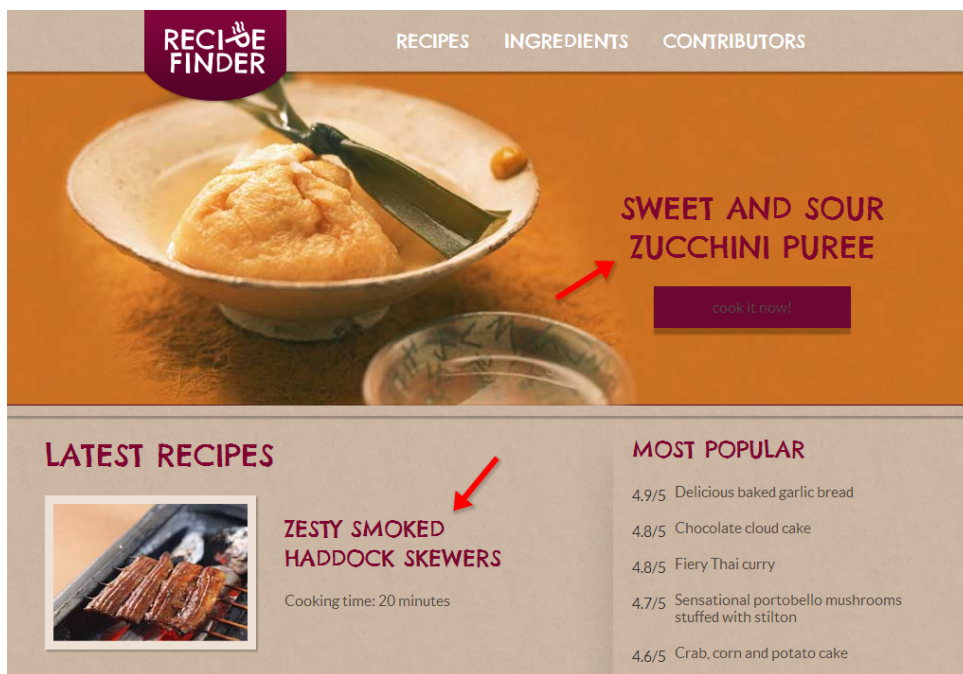 RECIPE
FINDER
RECIPES INGREDIENTS CONTRIBUTORS
SWEET AND SOUR
ZUCCHINI PUREE
cook it now!
LATEST RECIPES
ZESTY SMOKED
HADDOCK SKEWERS
Cooking time: 20 minutes
MOST POPULAR
4.9/5 Delicious baked garlic bread
4.8/5 Chocolate cloud cake
4.8/5 Fiery Thai curry
4.7/5 Sensational portobello mushrooms
stuffed with stilton
4.6/5 Crab, corn and potato cake